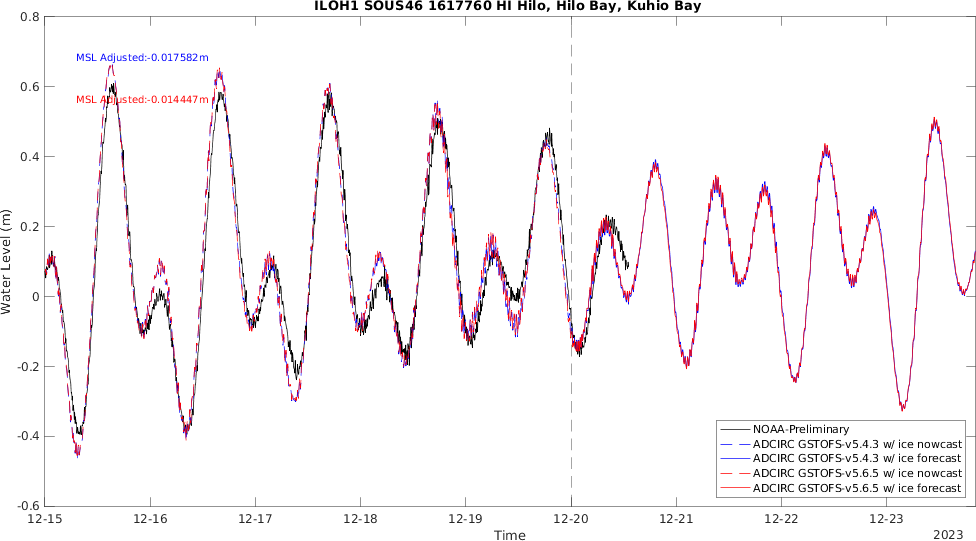 ILOH1 SOUS46 1617760 HI Hilo, Hilo Bay, Kuhio Bay
0.8
MSL Adjusted:-0.017582m
0.6
MSL Adjusted:-0.014447m
0.4
0.2
Water Level (m)
0
-0.2
-0.4
NOAA-Preliminary
ADCIRC GSTOFS-v5.4.3 w/ ice nowcast
ADCIRC GSTOFS-v5.4.3 w/ ice forecast
ADCIRC GSTOFS-v5.6.5 w/ ice nowcast
ADCIRC GSTOFS-v5.6.5 w/ ice forecast
-0.6
12-15 12-16 12-17 12-18 12-19 12-20 12-21 12-22 12-23
Time
2023